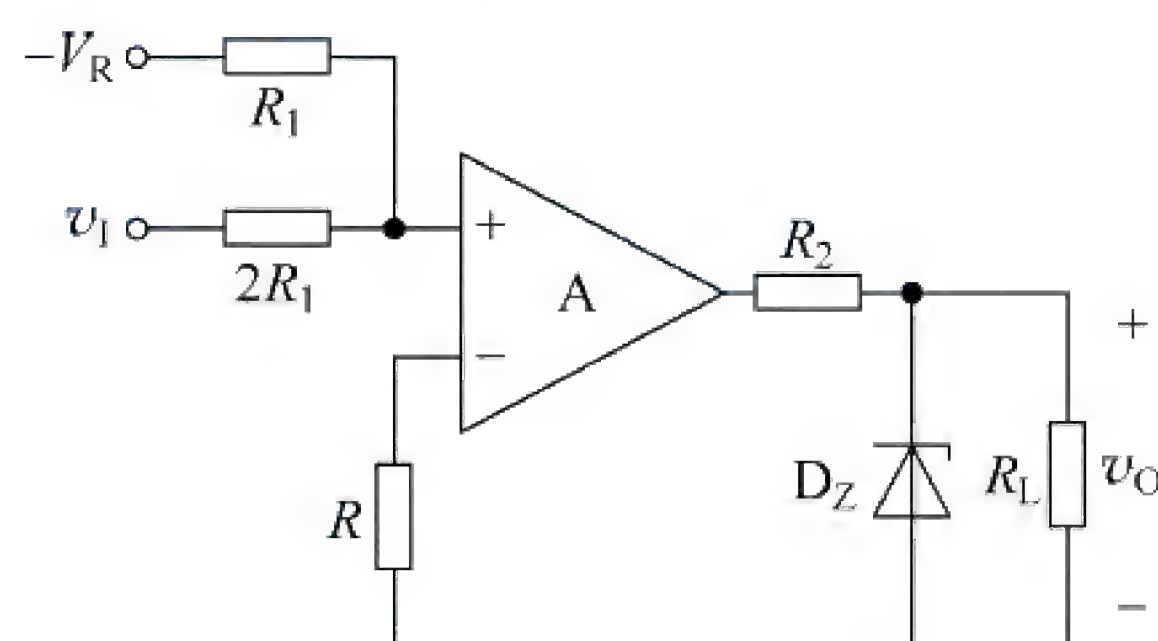 −V_R
R_1
v_I
2R_1
+
A
−
R_2
+
R
D_Z
R_L
v_O
−